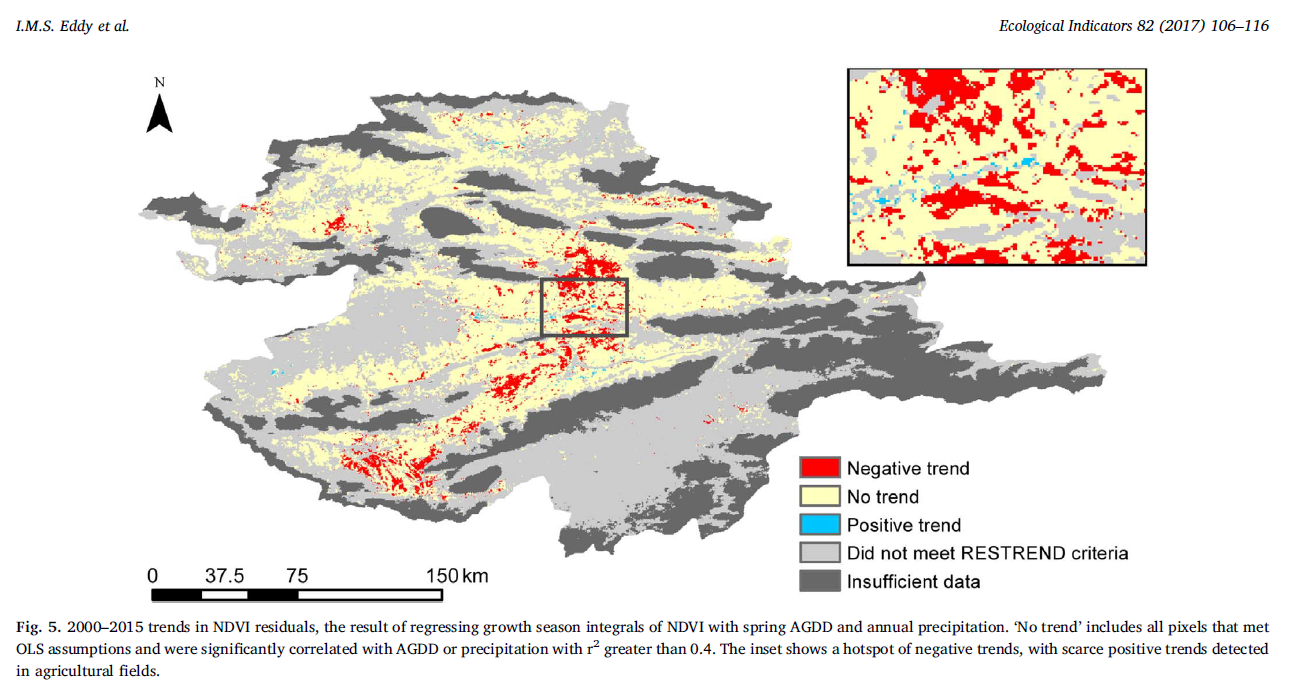 I.M.S. Eddy et al.
Ecological Indicators 82 (2017) 106–116
N
Negative trend
No trend
Positive trend
Did not meet RESTREND criteria
Insufficient data
0 37.5 75 150 km
Fig. 5. 2000–2015 trends in NDVI residuals, the result of regressing growth season integrals of NDVI with spring AGDD and annual precipitation. ‘No trend’ includes all pixels that met
OLS assumptions and were significantly correlated with AGDD or precipitation with r² greater than 0.4. The inset shows a hotspot of negative trends, with scarce positive trends detected
in agricultural fields.